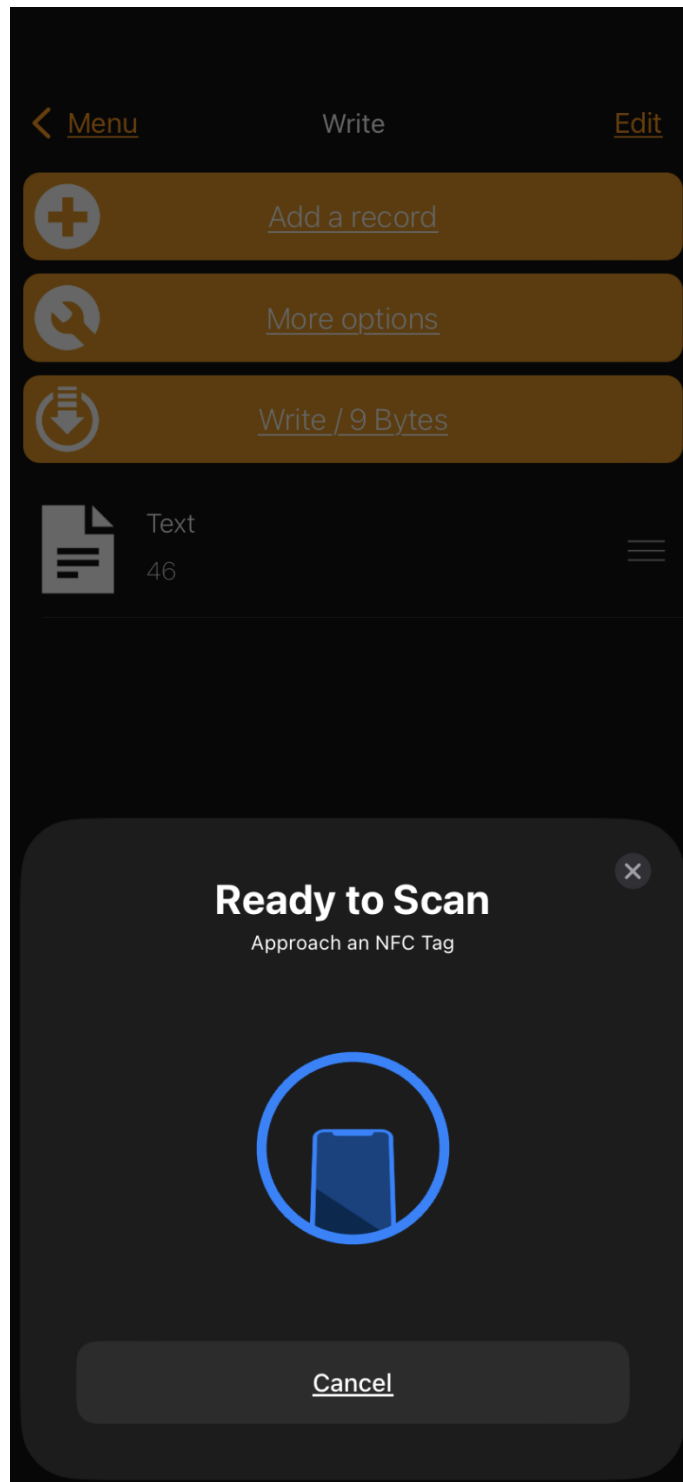 Menu Write Edit
Add a record
More options
Write / 9 Bytes
Text
46
Ready to Scan
Approach an NFC Tag
Cancel